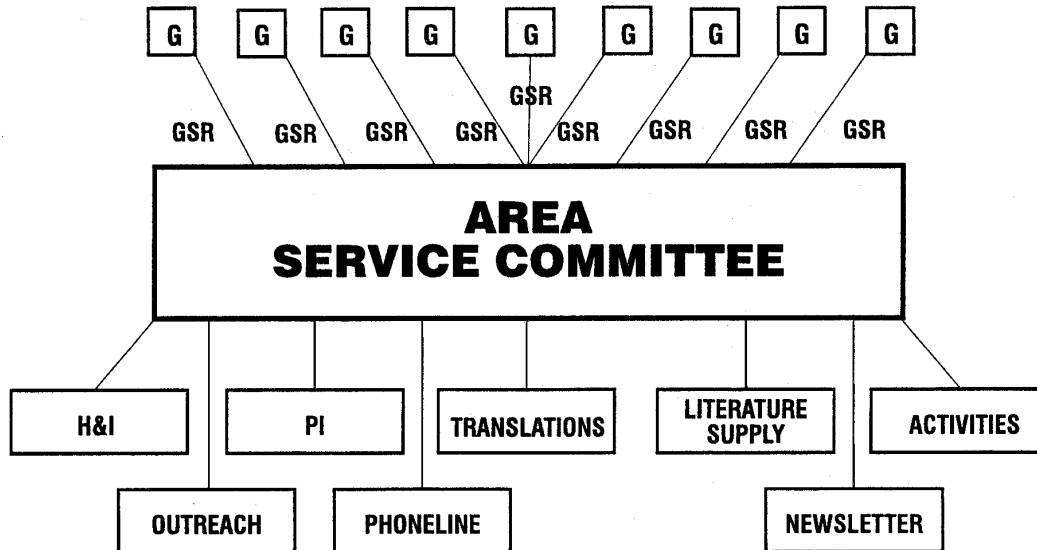 G G G G G G G G G
GSR
GSR GSR GSR GSR GSR GSR GSR GSR
AREA
SERVICE COMMITTEE
H&I
PI
TRANSLATIONS
LITERATURE
SUPPLY
ACTIVITIES
OUTREACH
PHONELINE
NEWSLETTER